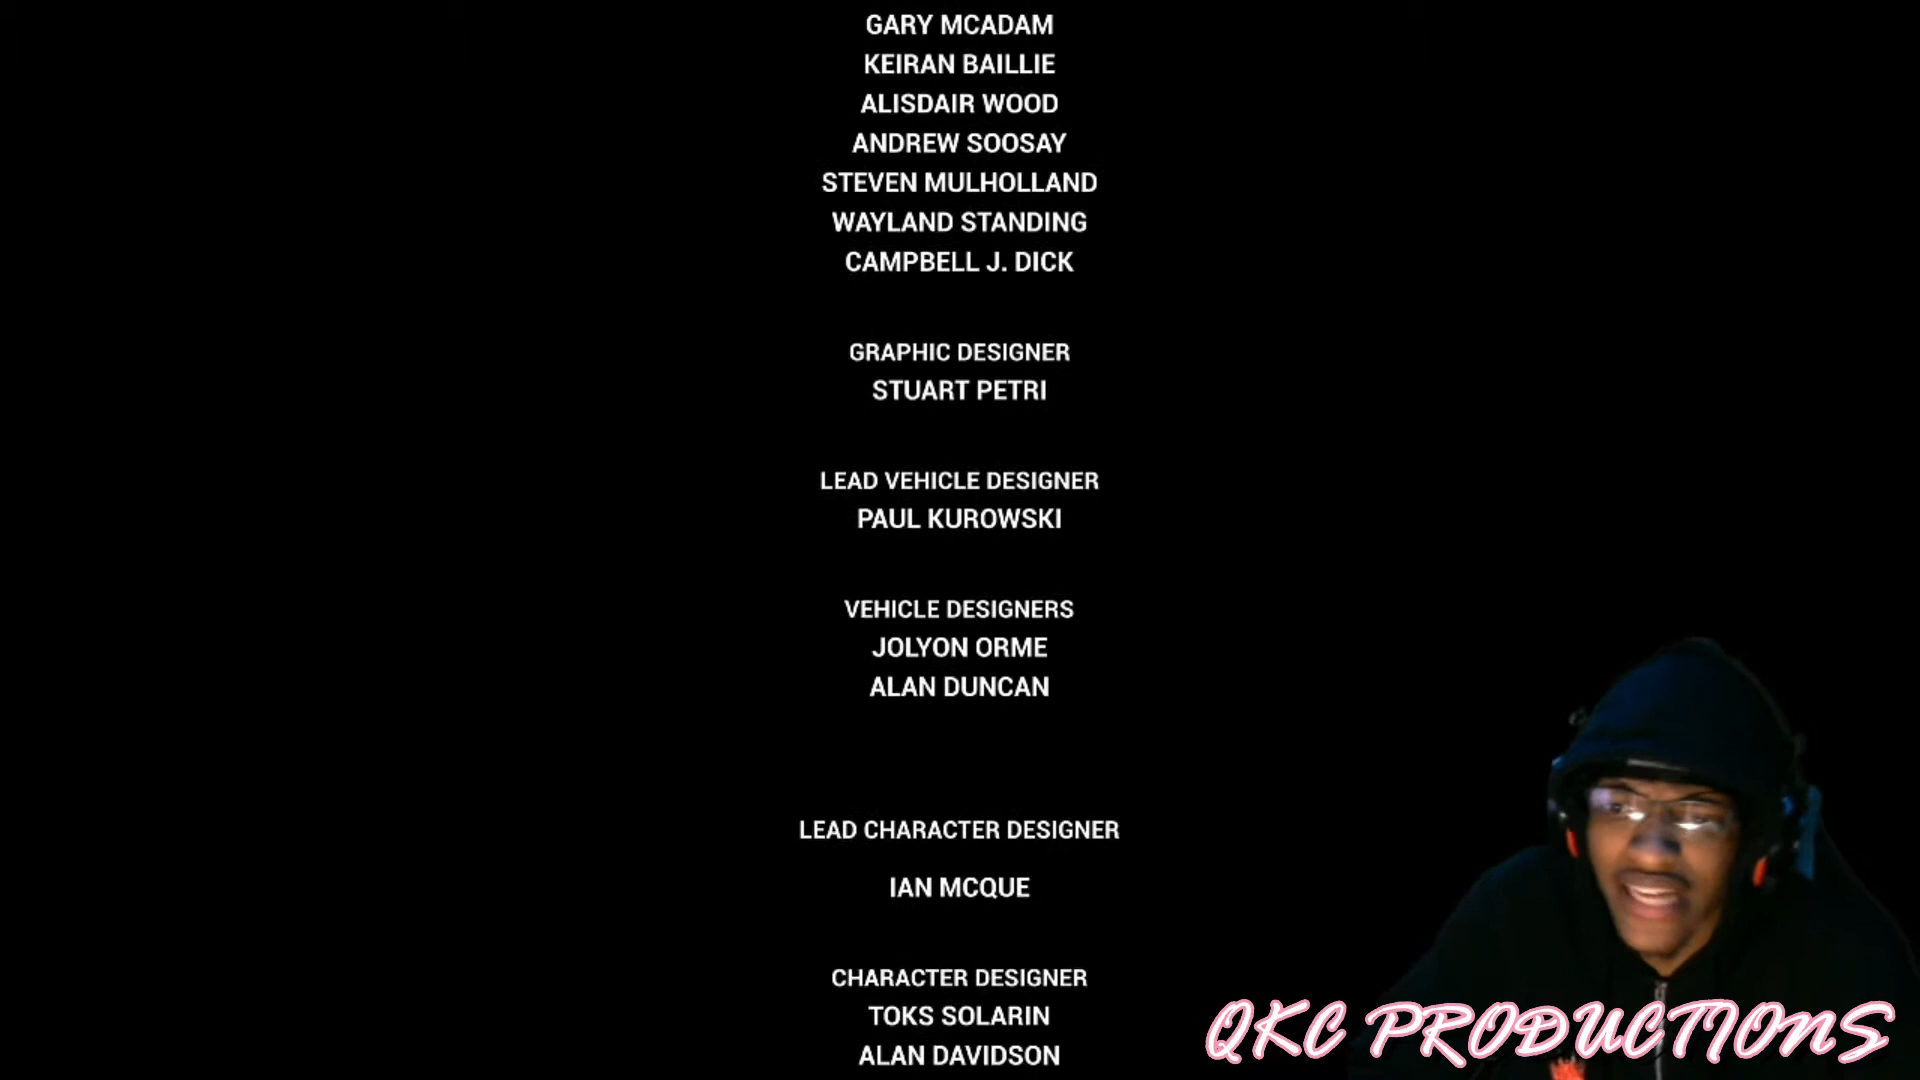 GARY MCADAM
KEIRAN BAILLIE
ALISDAIR WOOD
ANDREW SOOSAY
STEVEN MULHOLLAND
WAYLAND STANDING
CAMPBELL J. DICK
GRAPHIC DESIGNER
STUART PETRI
LEAD VEHICLE DESIGNER
PAUL KUROWSKI
VEHICLE DESIGNERS
JOLYON ORME
ALAN DUNCAN
LEAD CHARACTER DESIGNER
IAN MCQUE
CHARACTER DESIGNER
TOKS SOLARIN
ALAN DAVIDSON
QKC PRODUCTIONS